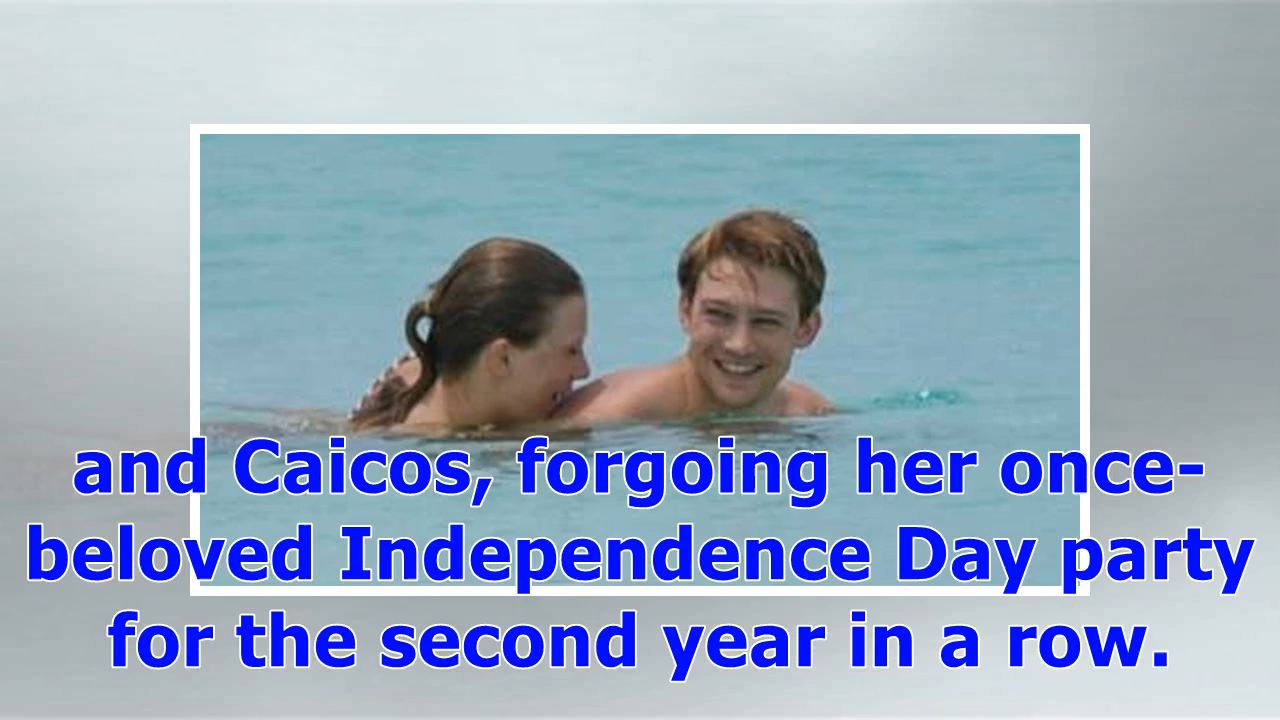 and Caicos, forgoing her once-
beloved Independence Day party
for the second year in a row.